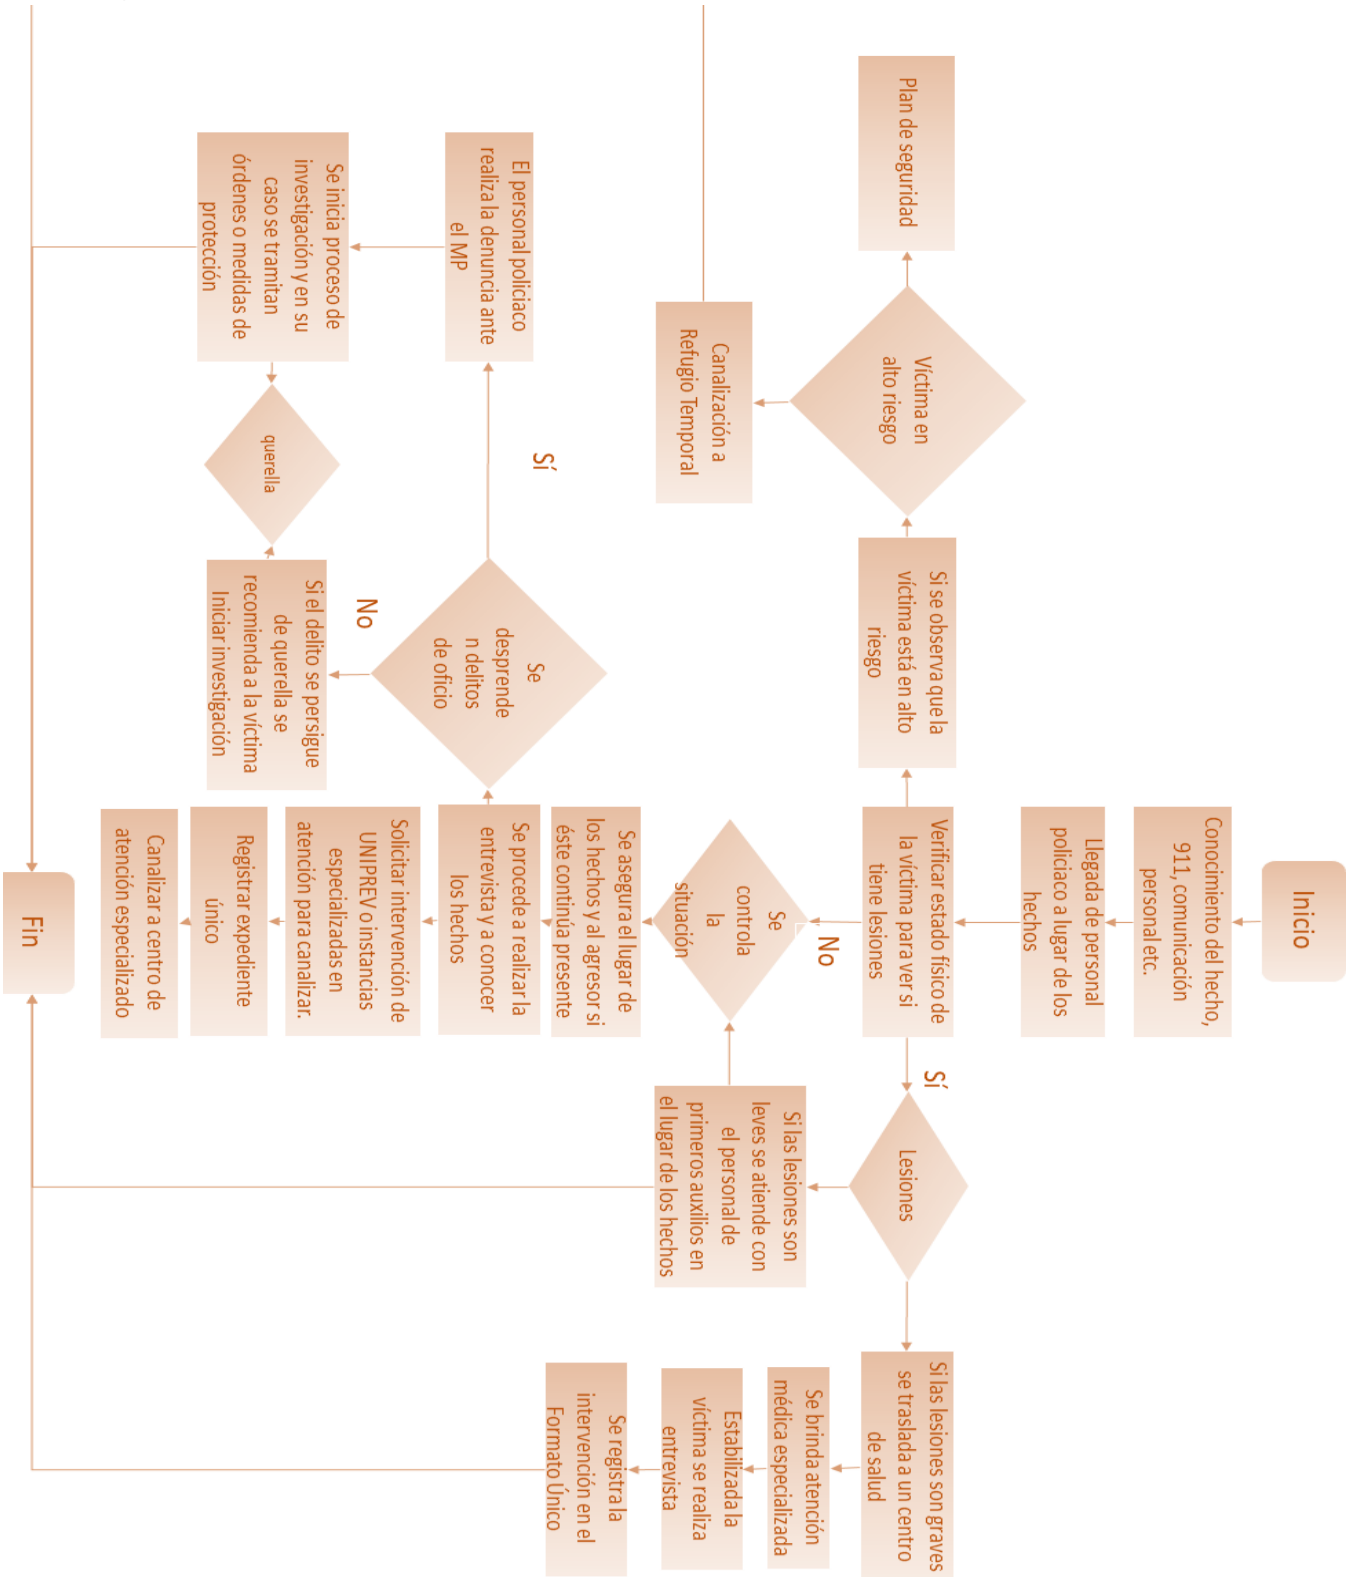 Inicio
Conocimiento del hecho,
911, comunicación
personal etc.
Llegada de personal
policiaco a lugar de los
hechos
Verificar estado físico de
la víctima para ver si
tiene lesiones
Si se observa que la
víctima está en alto
riesgo
Víctima en
alto riesgo
Plan de seguridad
Canalización a
Refugio Temporal
Sí
Lesiones
Si las lesiones son graves
se traslada a un centro
de salud
Se brinda atención
médica especializada
Estabilizada la
víctima se realiza
entrevista
Se registra la
intervención en el
Formato Único
Si las lesiones son
leves se atiende con
el personal de
primeros auxilios en
el lugar de los hechos
No
Se
controla
la
situación
Se asegura el lugar de
los hechos y al agresor si
éste continúa presente
Se procede a realizar la
entrevista y a conocer
los hechos
Solicitar intervención de
UNIPREV o instancias
especializadas en
atención para canalizar.
Registrar expediente
único
Canalizar a centro de
atención especializado
Se
desprende
n delitos
de oficio
Sí
El personal policiaco
realiza la denuncia ante
el MP
Se inicia proceso de
investigación y en su
caso se tramitan
órdenes o medidas de
protección
No
Si el delito se persigue
de querella se
recomienda a la víctima
Iniciar investigación
querella
Fin